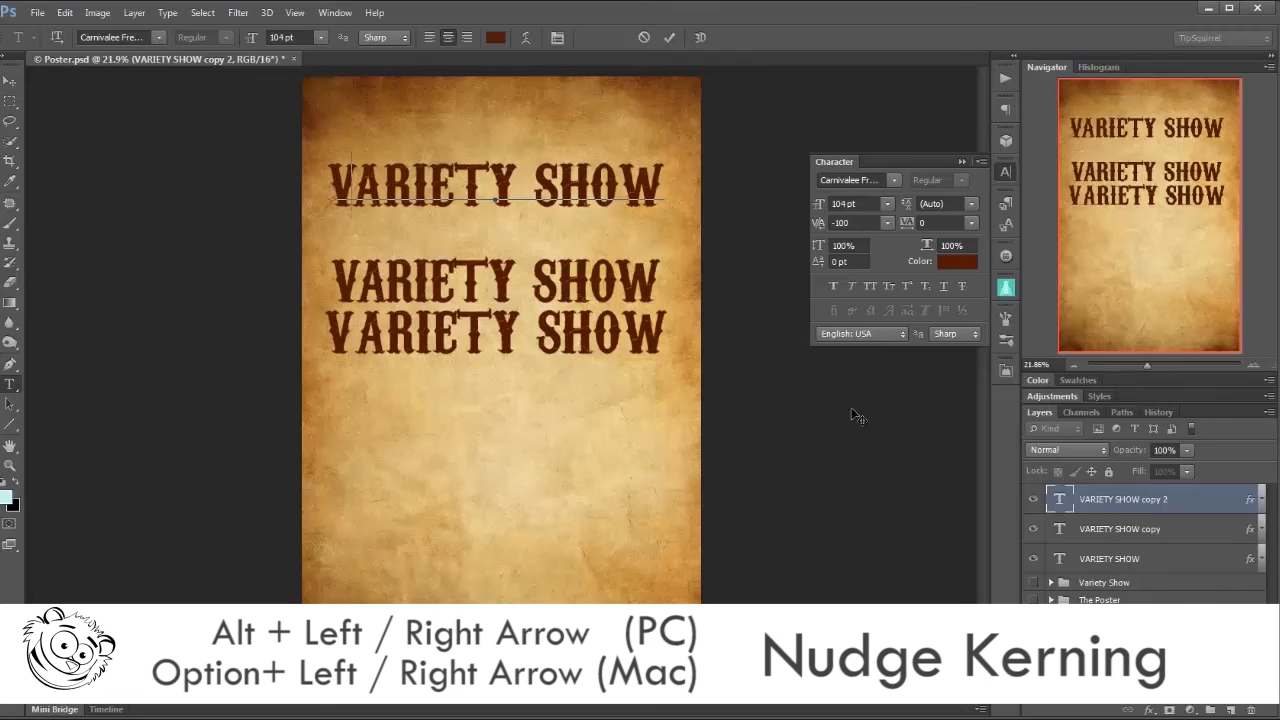 Ps File Edit Image Layer Type Select Filter 3D View Window Help
T Carnivalee Fre... Regular 104 pt Sharp 3D TipSquirrel
© Poster.psd @ 21.9% (VARIETY SHOW copy 2, RGB/16*) * ×
Navigator Histogram
VARIETY SHOW
VARIETY SHOW
VARIETY SHOW
VARIETY SHOW
VARIETY SHOW
VARIETY SHOW
Character
Carnivalee Fr... Regular
104 pt (Auto)
-100 0
100% 100%
0 pt Color:
English: USA Sharp
21.86%
Color Swatches
Adjustments Styles
Layers Channels Paths History
Kind
Normal Opacity: 100%
Lock: Fill: 100%
VARIETY SHOW copy 2 fx
VARIETY SHOW copy fx
VARIETY SHOW fx
Variety Show
The Poster
Alt + Left / Right Arrow (PC)
Option+ Left / Right Arrow (Mac)
Nudge Kerning
Mini Bridge Timeline